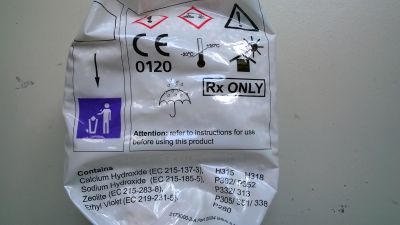 CE
0120
Rx ONLY
Attention: refer to instructions for use
before using this product
Contains
Calcium Hydroxide (EC 215-137-3), H315 H318
Sodium Hydroxide (EC 215-185-5), P302/P352
Zeolite (EC 215-283-8), P332/313
Ethyl Violet (EC 219-231-5), P305/351/338
P280